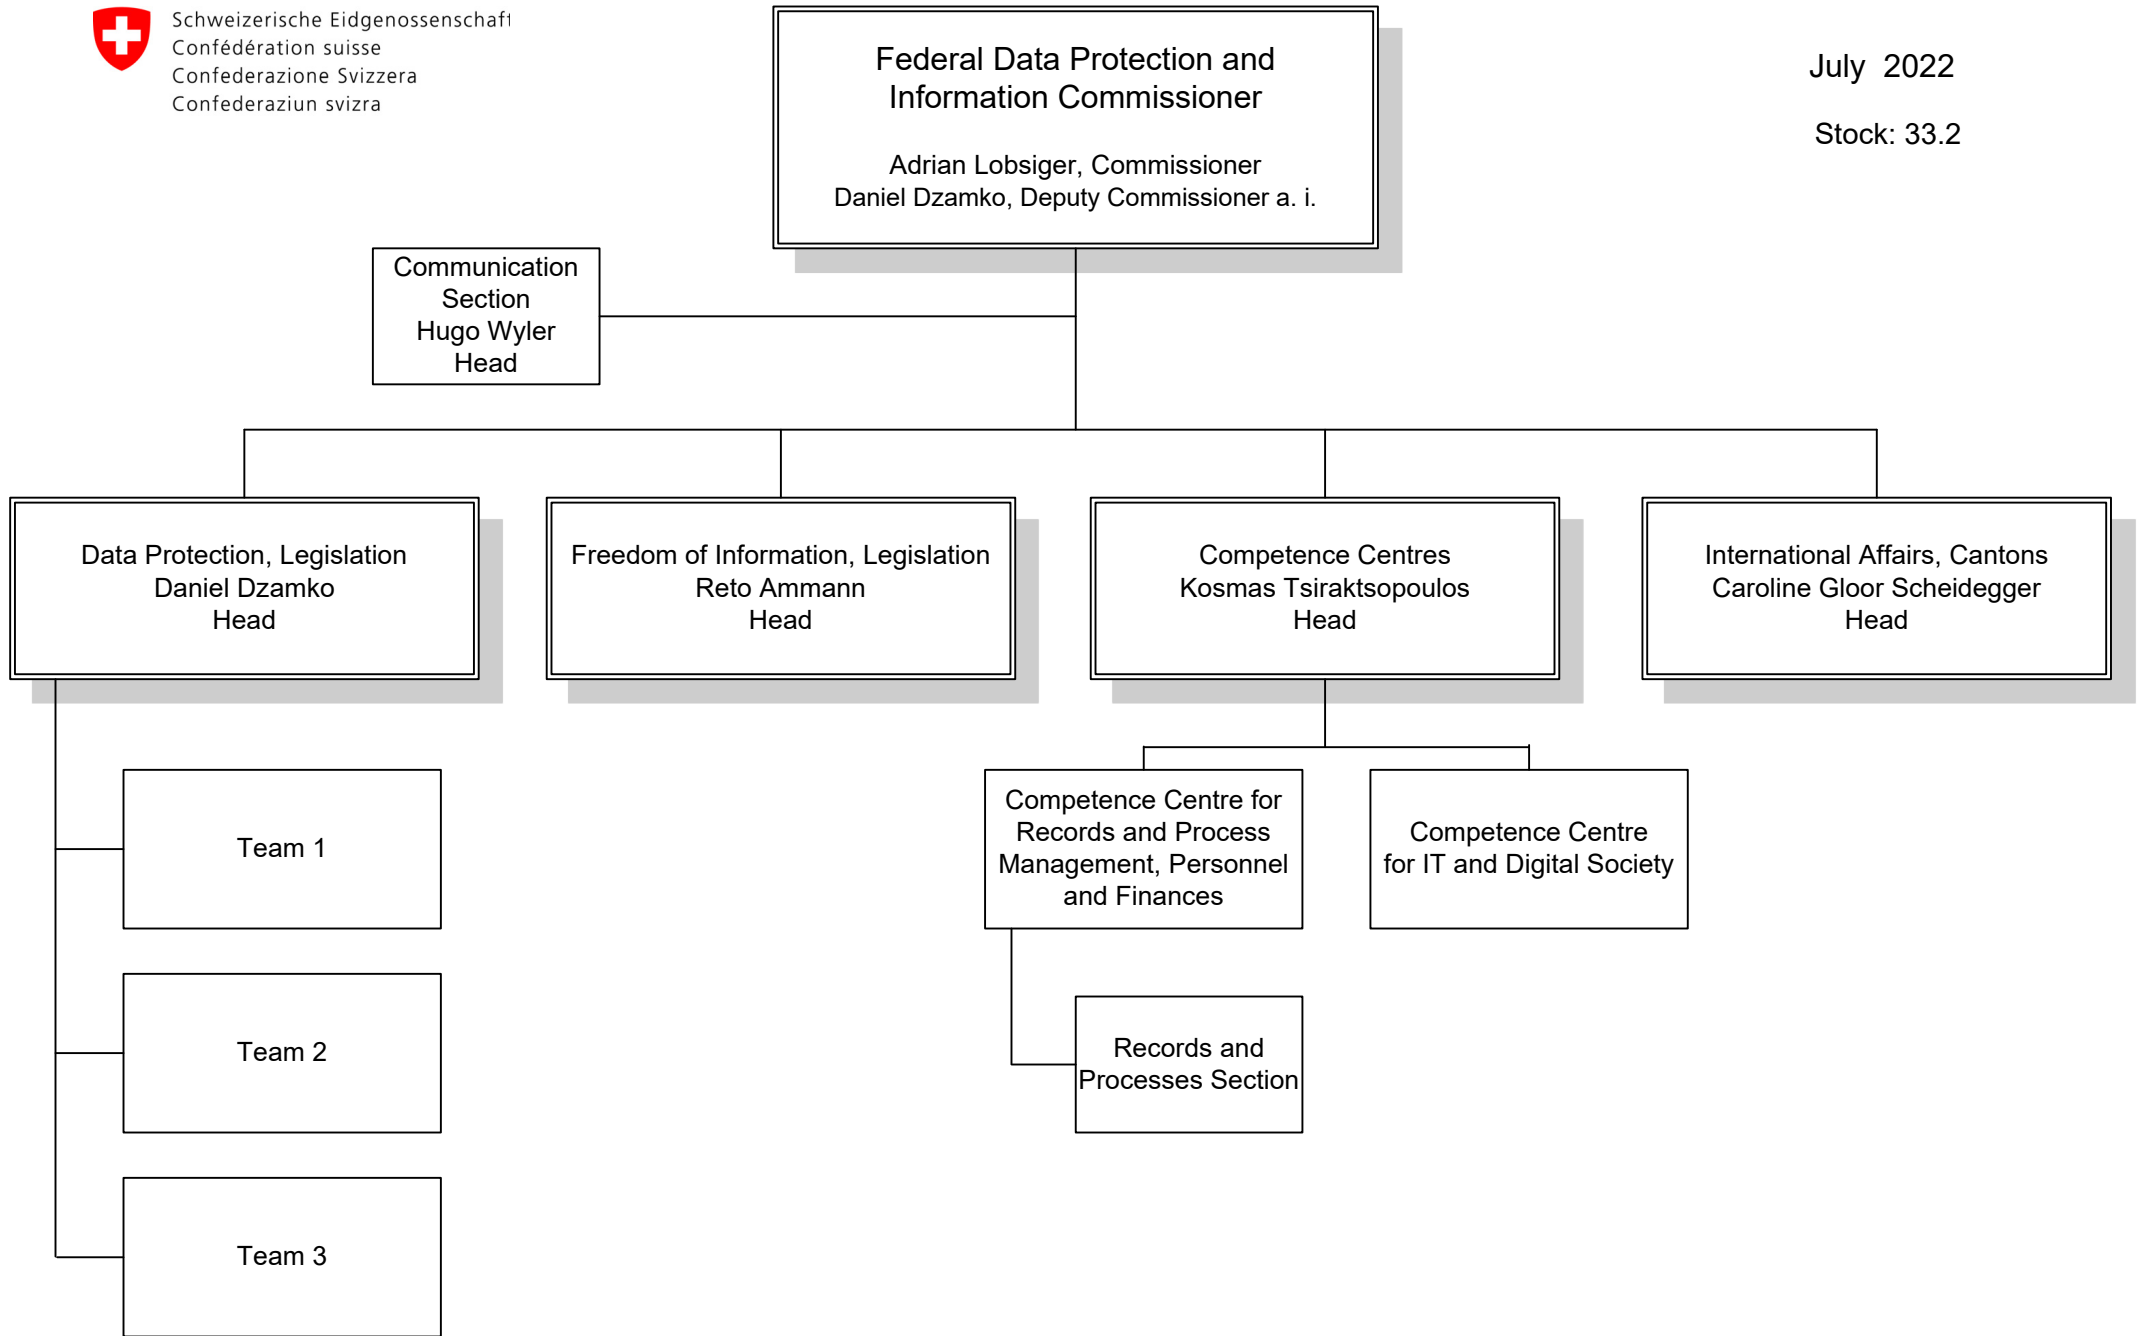 Schweizerische Eidgenossenschaft
Confédération suisse
Confederazione Svizzera
Confederaziun svizra
Federal Data Protection and
Information Commissioner
Adrian Lobsiger, Commissioner
Daniel Dzamko, Deputy Commissioner a. i.
July 2022
Stock: 33.2
Communication
Section
Hugo Wyler
Head
Data Protection, Legislation
Daniel Dzamko
Head
Freedom of Information, Legislation
Reto Ammann
Head
Competence Centres
Kosmas Tsiraktsopoulos
Head
International Affairs, Cantons
Caroline Gloor Scheidegger
Head
Team 1
Team 2
Team 3
Competence Centre for
Records and Process
Management, Personnel
and Finances
Competence Centre
for IT and Digital Society
Records and
Processes Section